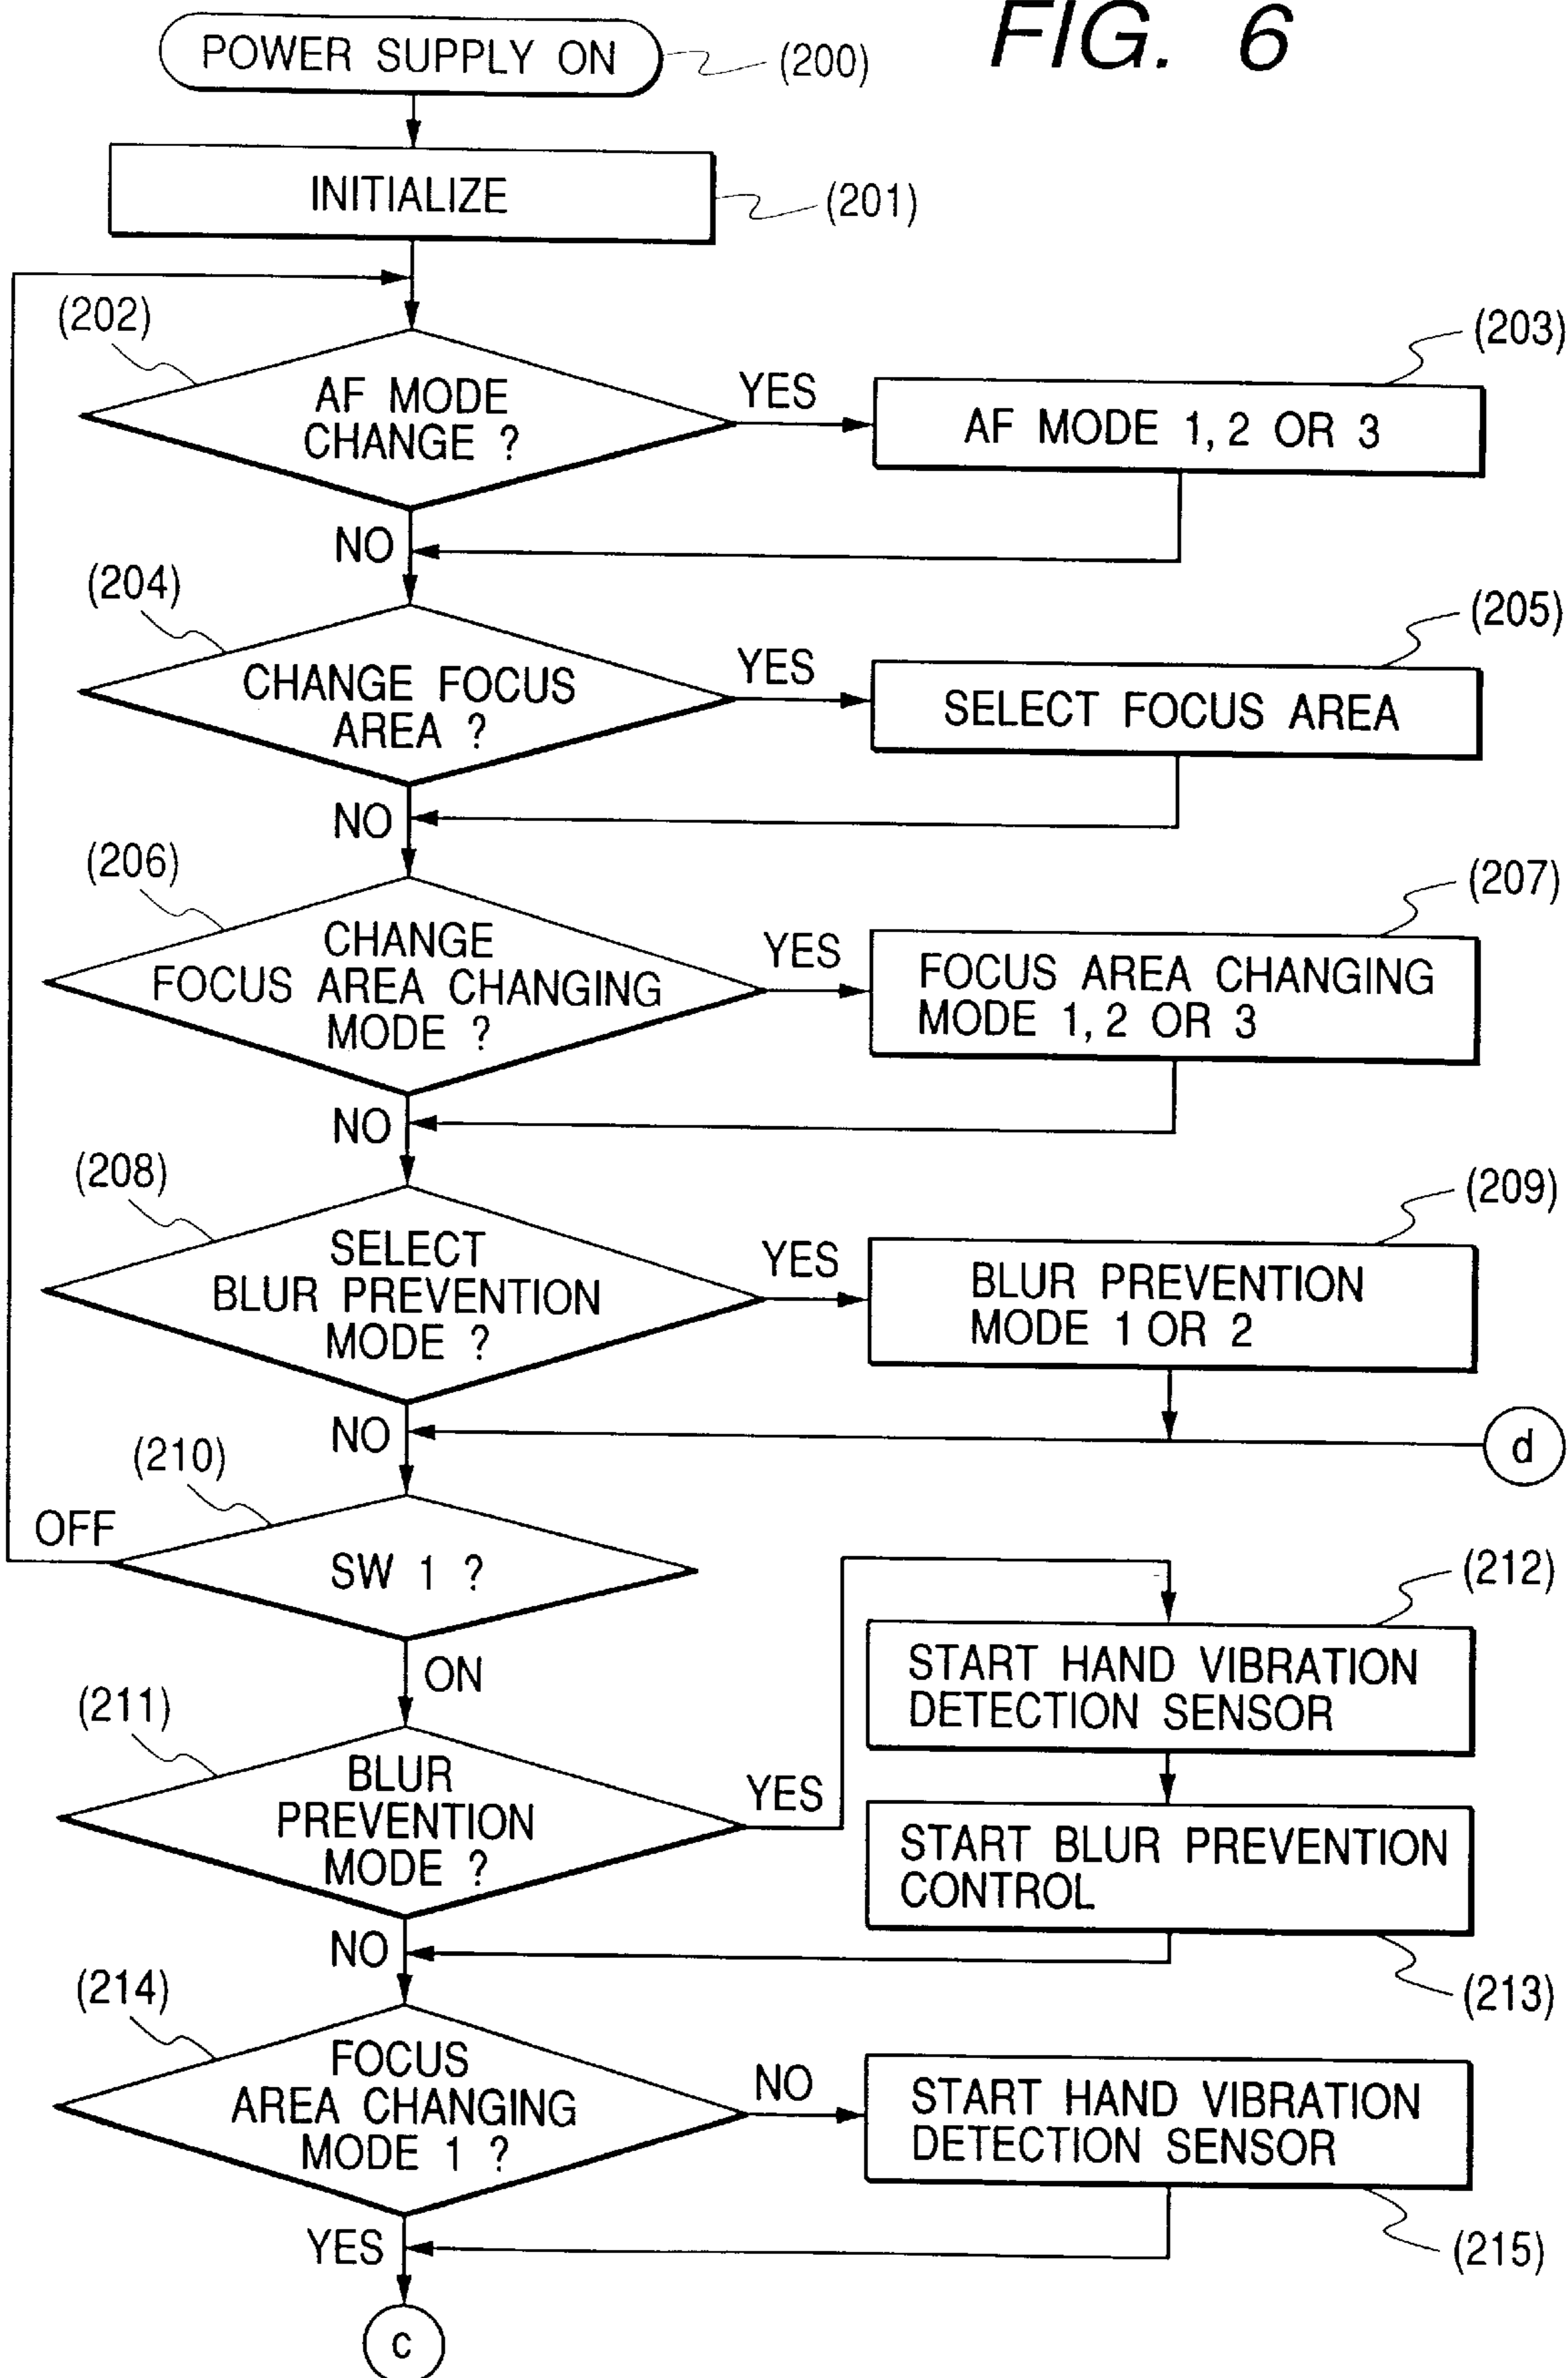 FIG. 6
POWER SUPPLY ON
(200)
INITIALIZE
(201)
(202)
AF MODE
CHANGE ?
YES
(203)
AF MODE 1, 2 OR 3
NO
(204)
CHANGE FOCUS
AREA ?
YES
(205)
SELECT FOCUS AREA
NO
(206)
CHANGE
FOCUS AREA CHANGING
MODE ?
YES
(207)
FOCUS AREA CHANGING
MODE 1, 2 OR 3
NO
(208)
SELECT
BLUR PREVENTION
MODE ?
YES
(209)
BLUR PREVENTION
MODE 1 OR 2
NO
d
(210)
OFF
SW 1 ?
ON
(211)
BLUR
PREVENTION
MODE ?
YES
(212)
START HAND VIBRATION
DETECTION SENSOR
START BLUR PREVENTION
CONTROL
(213)
NO
(214)
FOCUS
AREA CHANGING
MODE 1 ?
NO
START HAND VIBRATION
DETECTION SENSOR
(215)
YES
c